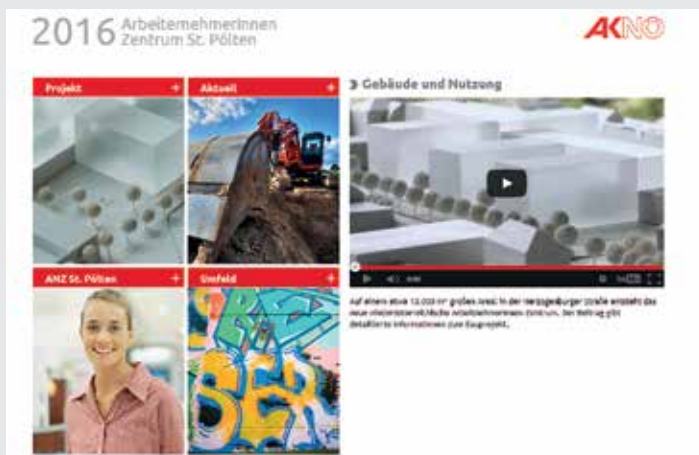 2016 ArbeiternehmerInnen
Zentrum St. Pölten
AKNÖ
Projekt +
Aktuell +
Gebäude und Nutzung
ANZ St. Pölten +
Umfeld +
SER
Auf einem etwa 12.000 m² großen Areal in der Herzogenburger Straße entsteht das
neue niederösterreichische ArbeitnehmerInnen-Zentrum. Der Beitrag gibt
detaillierte Informationen zum Bauprojekt.